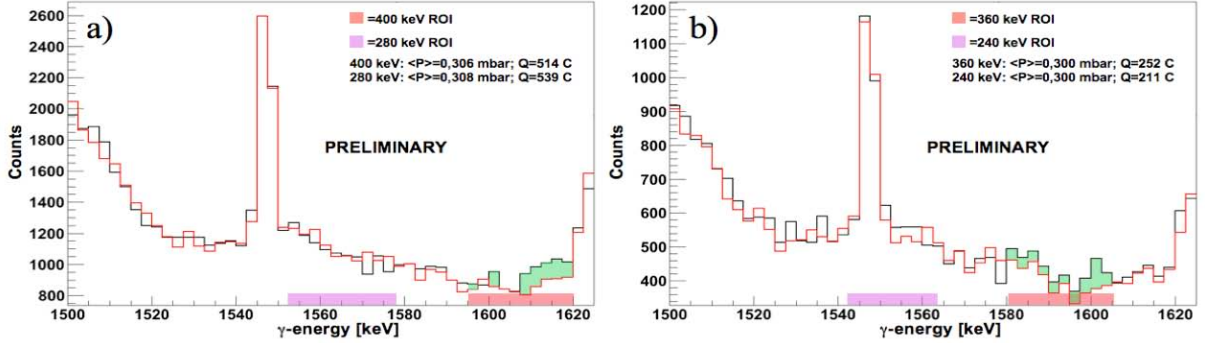 a)
=400 keV ROI
=280 keV ROI
400 keV: <P>=0,306 mbar; Q=514 C
280 keV: <P>=0,308 mbar; Q=539 C
PRELIMINARY
Counts
2600
2400
2200
2000
1800
1600
1400
1200
1000
800
1500 1520 1540 1560 1580 1600 1620
γ-energy [keV]
b)
=360 keV ROI
=240 keV ROI
360 keV: <P>=0,300 mbar; Q=252 C
240 keV: <P>=0,300 mbar; Q=211 C
PRELIMINARY
Counts
1200
1100
1000
900
800
700
600
500
400
1500 1520 1540 1560 1580 1600 1620
γ-energy [keV]